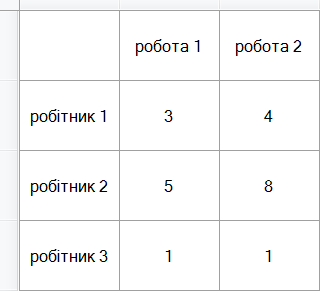 робота 1 робота 2
робітник 1 3 4
робітник 2 5 8
робітник 3 1 1